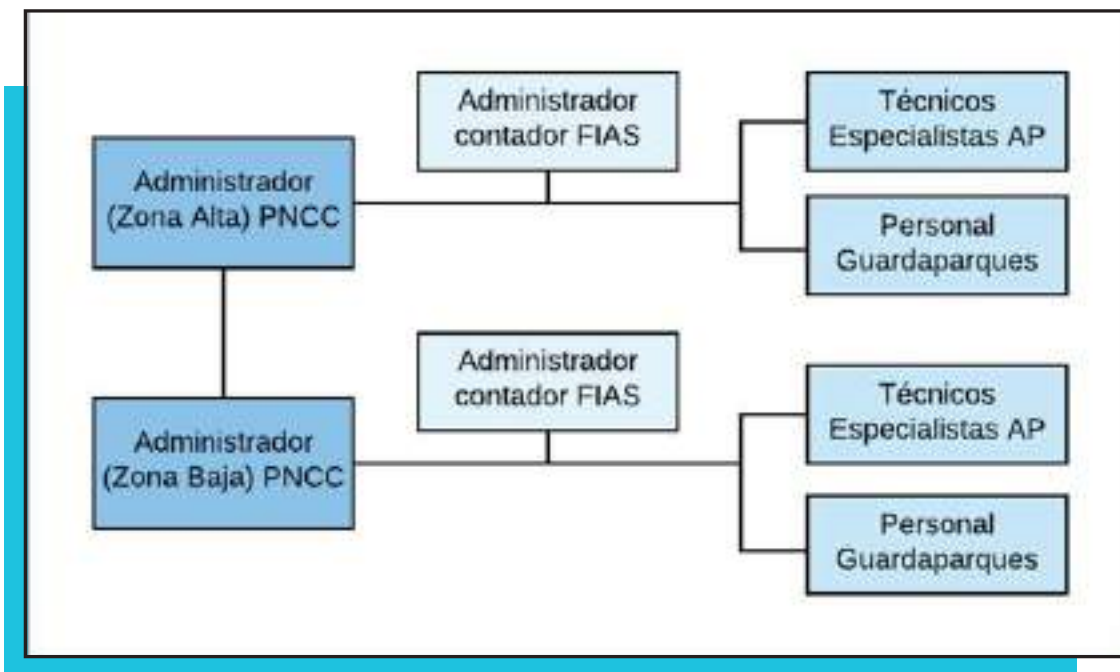 Administrador
contador FIAS
Técnicos
Especialistas AP
Administrador
(Zona Alta) PNCC
Personal
Guardaparques
Administrador
contador FIAS
Técnicos
Especialistas AP
Administrador
(Zona Baja) PNCC
Personal
Guardaparques